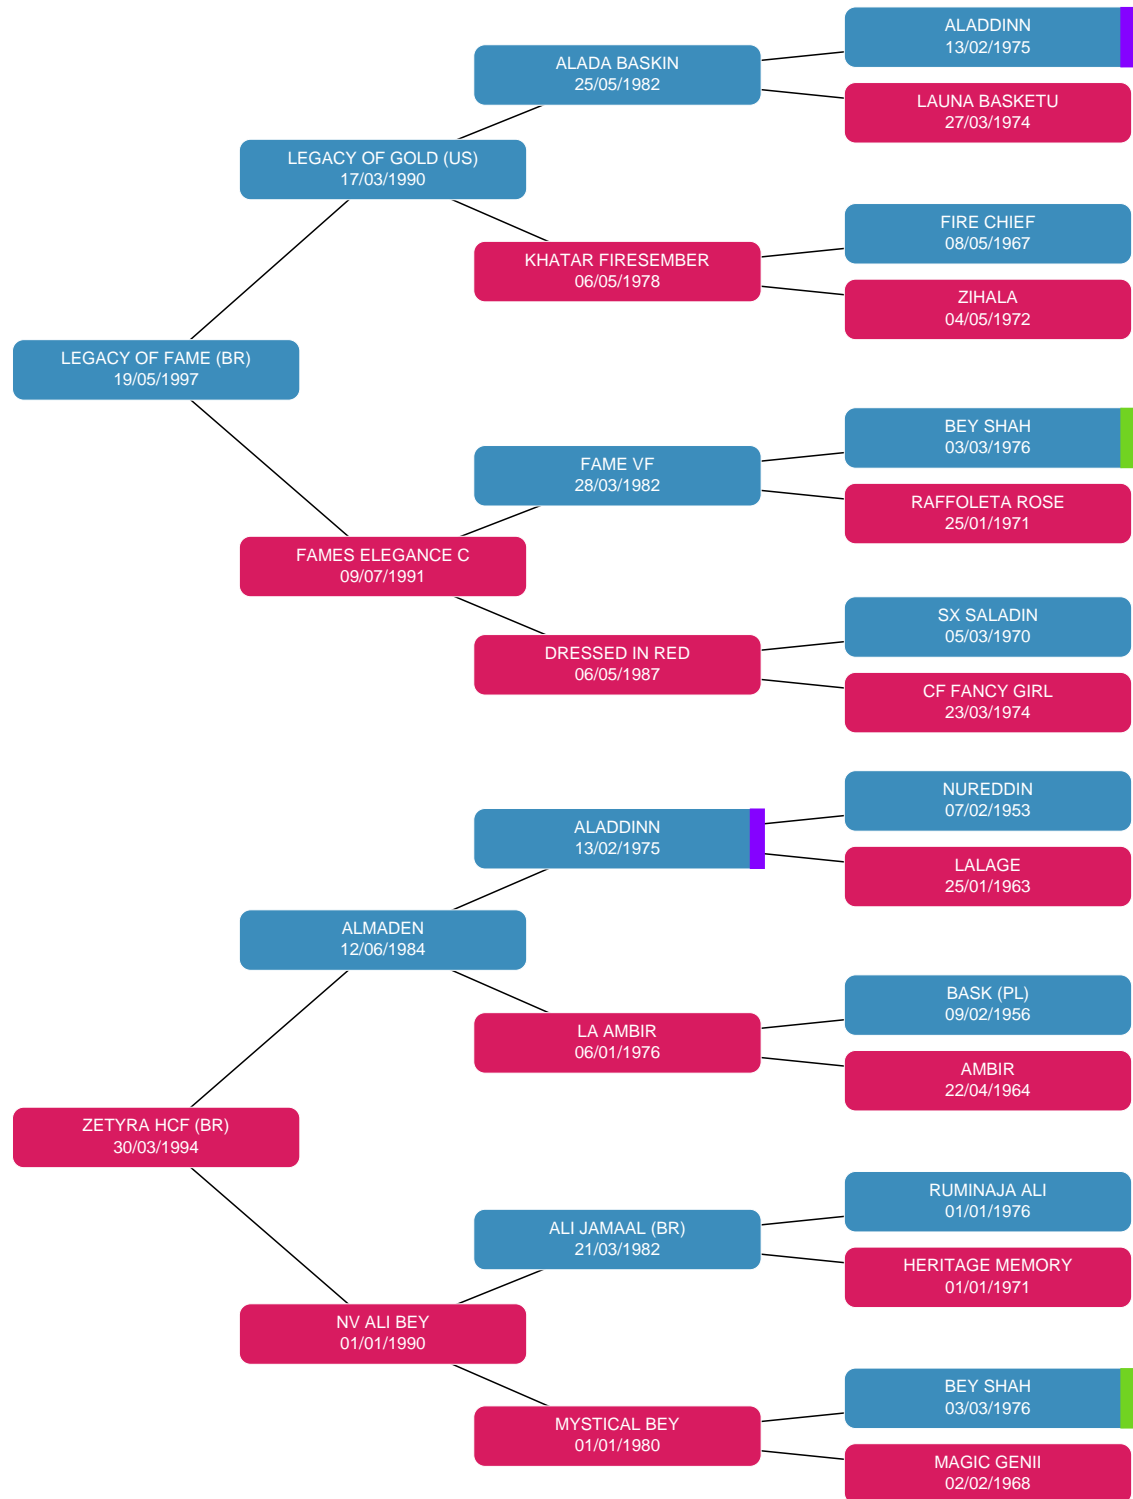 ALADDINN
13/02/1975
ALADA BASKIN
25/05/1982
LAUNA BASKETU
27/03/1974
LEGACY OF GOLD (US)
17/03/1990
FIRE CHIEF
08/05/1967
KHATAR FIRESEMBER
06/05/1978
ZIHALA
04/05/1972
LEGACY OF FAME (BR)
19/05/1997
BEY SHAH
03/03/1976
FAME VF
28/03/1982
RAFFOLETA ROSE
25/01/1971
FAMES ELEGANCE C
09/07/1991
SX SALADIN
05/03/1970
DRESSED IN RED
06/05/1987
CF FANCY GIRL
23/03/1974
NUREDDIN
07/02/1953
ALADDINN
13/02/1975
LALAGE
25/01/1963
ALMADEN
12/06/1984
BASK (PL)
09/02/1956
LA AMBIR
06/01/1976
AMBIR
22/04/1964
ZETYRA HCF (BR)
30/03/1994
RUMINAJA ALI
01/01/1976
ALI JAMAAL (BR)
21/03/1982
HERITAGE MEMORY
01/01/1971
NV ALI BEY
01/01/1990
BEY SHAH
03/03/1976
MYSTICAL BEY
01/01/1980
MAGIC GENII
02/02/1968